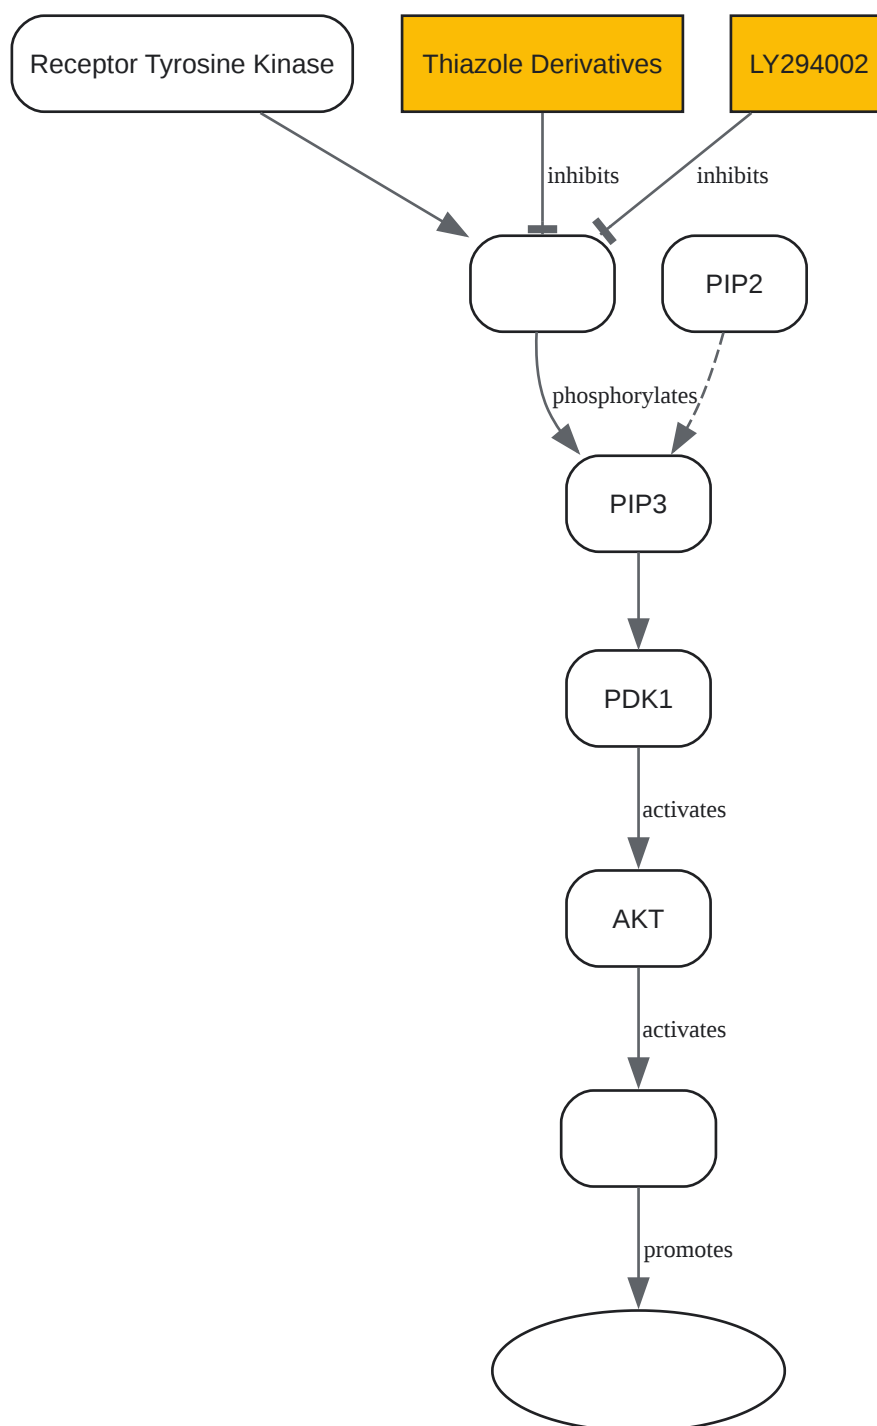 Receptor Tyrosine Kinase
Thiazole Derivatives
LY294002
inhibits
inhibits
PIP2
phosphorylates
PIP3
PDK1
activates
AKT
activates
promotes